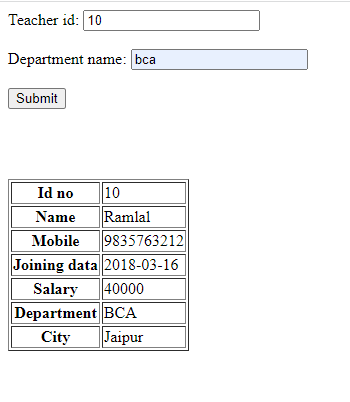 Teacher id: 10
Department name: bca
Submit
Id no 10
Name Ramlal
Mobile 9835763212
Joining data 2018-03-16
Salary 40000
Department BCA
City Jaipur